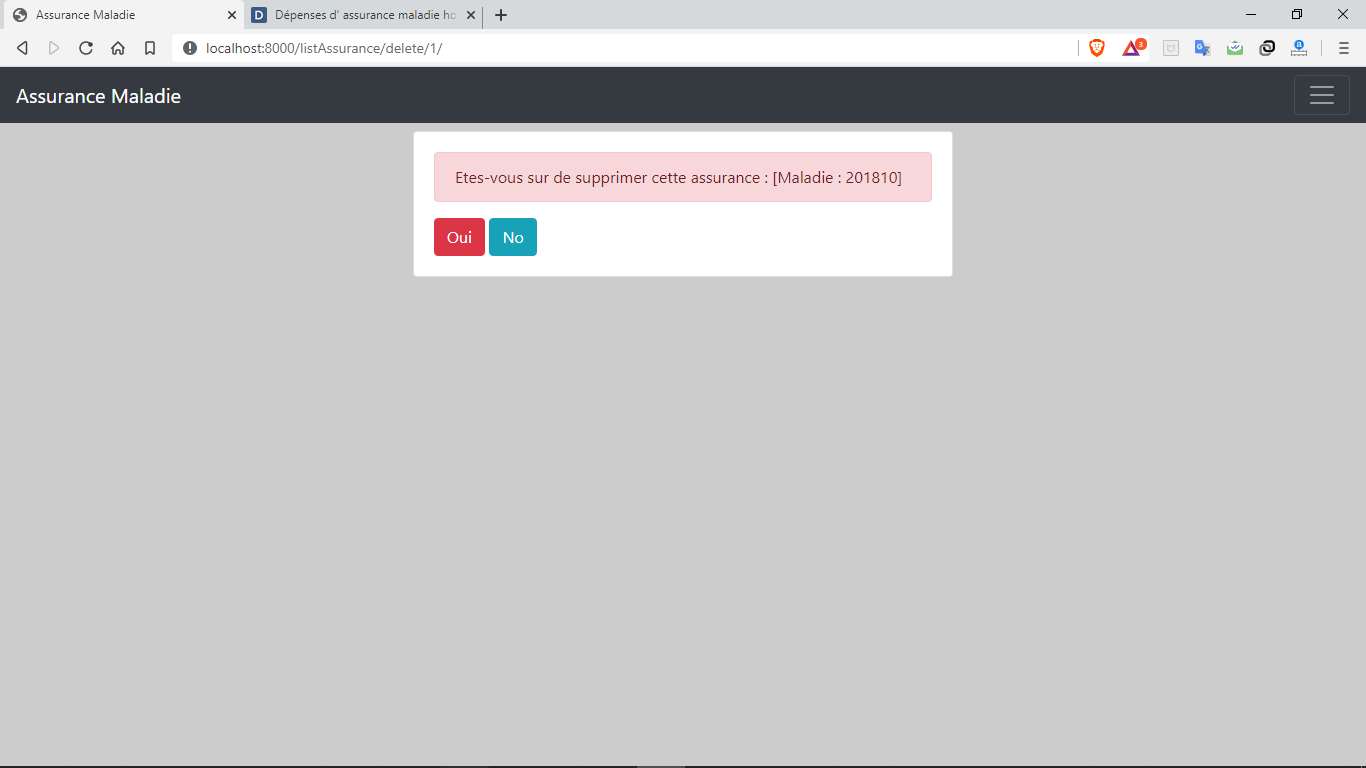 Assurance Maladie
D
Dépenses d' assurance maladie ho
localhost:8000/listAssurance/delete/1/
3
Assurance Maladie
Etes-vous sur de supprimer cette assurance : [Maladie : 201810]
Oui
No